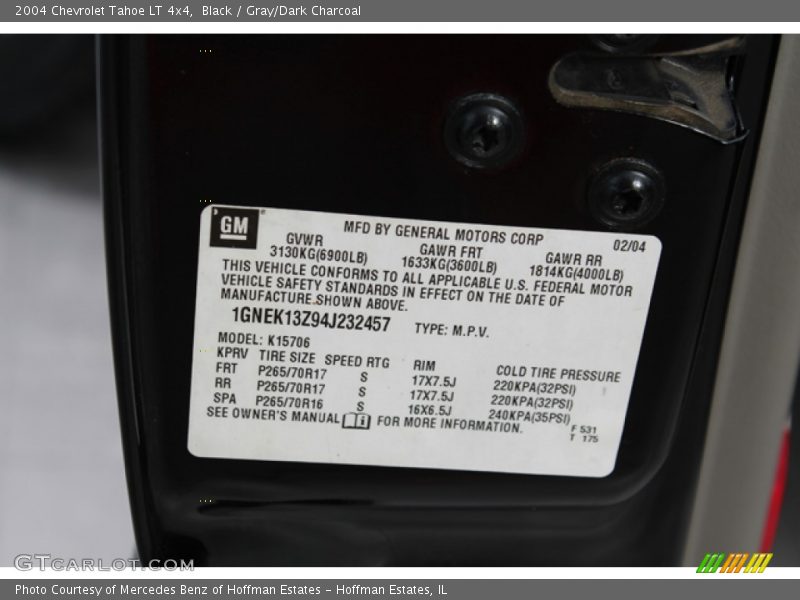 2004 Chevrolet Tahoe LT 4x4, Black / Gray/Dark Charcoal
GM
MFD BY GENERAL MOTORS CORP 02/04
GVWR GAWR FRT GAWR RR
3130KG(6900LB) 1633KG(3600LB) 1814KG(4000LB)
THIS VEHICLE CONFORMS TO ALL APPLICABLE U.S. FEDERAL MOTOR
VEHICLE SAFETY STANDARDS IN EFFECT ON THE DATE OF
MANUFACTURE SHOWN ABOVE.
1GNEK13Z94J232457 TYPE: M.P.V.
MODEL: K15706
KPRV TIRE SIZE SPEED RTG RIM COLD TIRE PRESSURE
FRT P265/70R17 S 17X7.5J 220KPA(32PSI)
RR P265/70R17 S 17X7.5J 220KPA(32PSI)
SPA P265/70R16 S 16X6.5J 240KPA(35PSI)
SEE OWNER'S MANUAL FOR MORE INFORMATION.
F 531
T 175
GTcarlot.com
Photo Courtesy of Mercedes Benz of Hoffman Estates - Hoffman Estates, IL